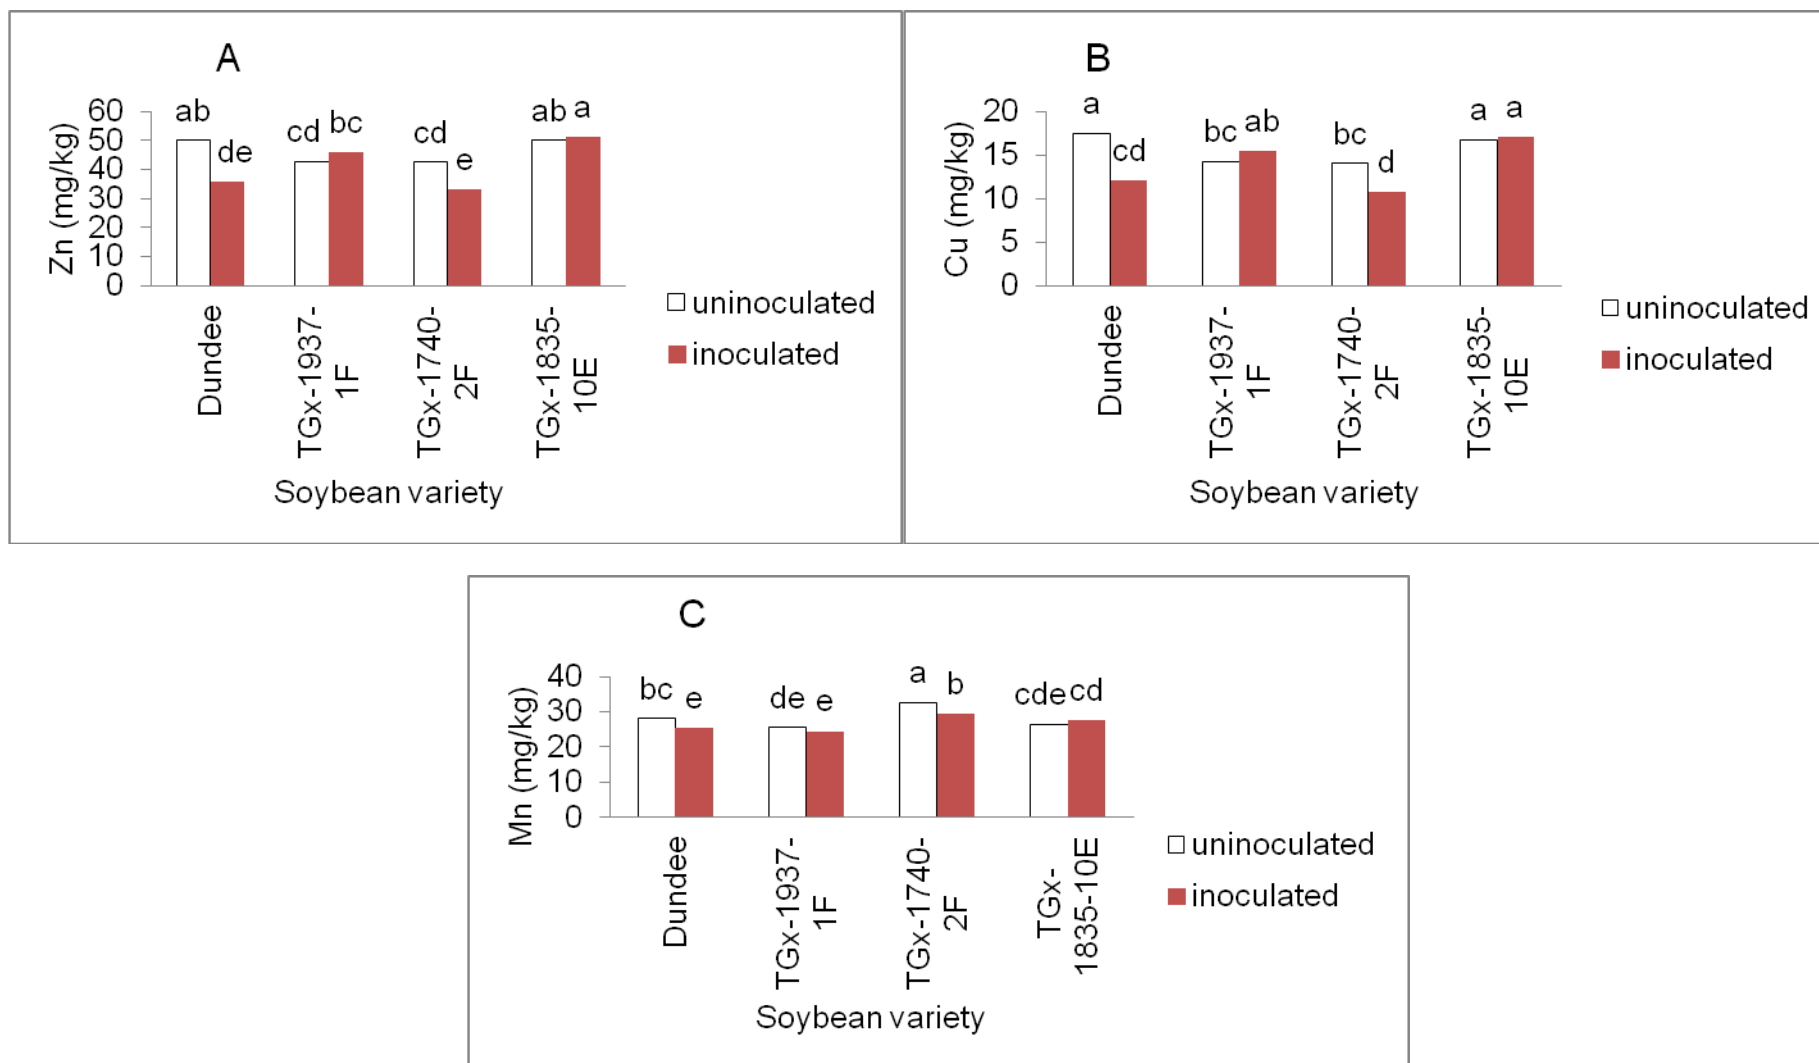 A
ab
de
cd
bc
cd
e
ab
a
60
50
40
30
20
10
0
Zn (mg/kg)
Dundee
TGx-1937-
1F
TGx-1740-
2F
TGx-1835-
10E
Soybean variety
uninoculated
inoculated
B
a
cd
bc
ab
bc
d
a
a
20
15
10
5
0
Cu (mg/kg)
Dundee
TGx-1937-
1F
TGx-1740-
2F
TGx-1835-
10E
Soybean variety
uninoculated
inoculated
C
bc
e
de
e
a
b
cde
cd
40
30
20
10
0
Mn (mg/kg)
Dundee
TGx-1937-
1F
TGx-1740-
2F
TGx-
1835-10E
Soybean variety
uninoculated
inoculated